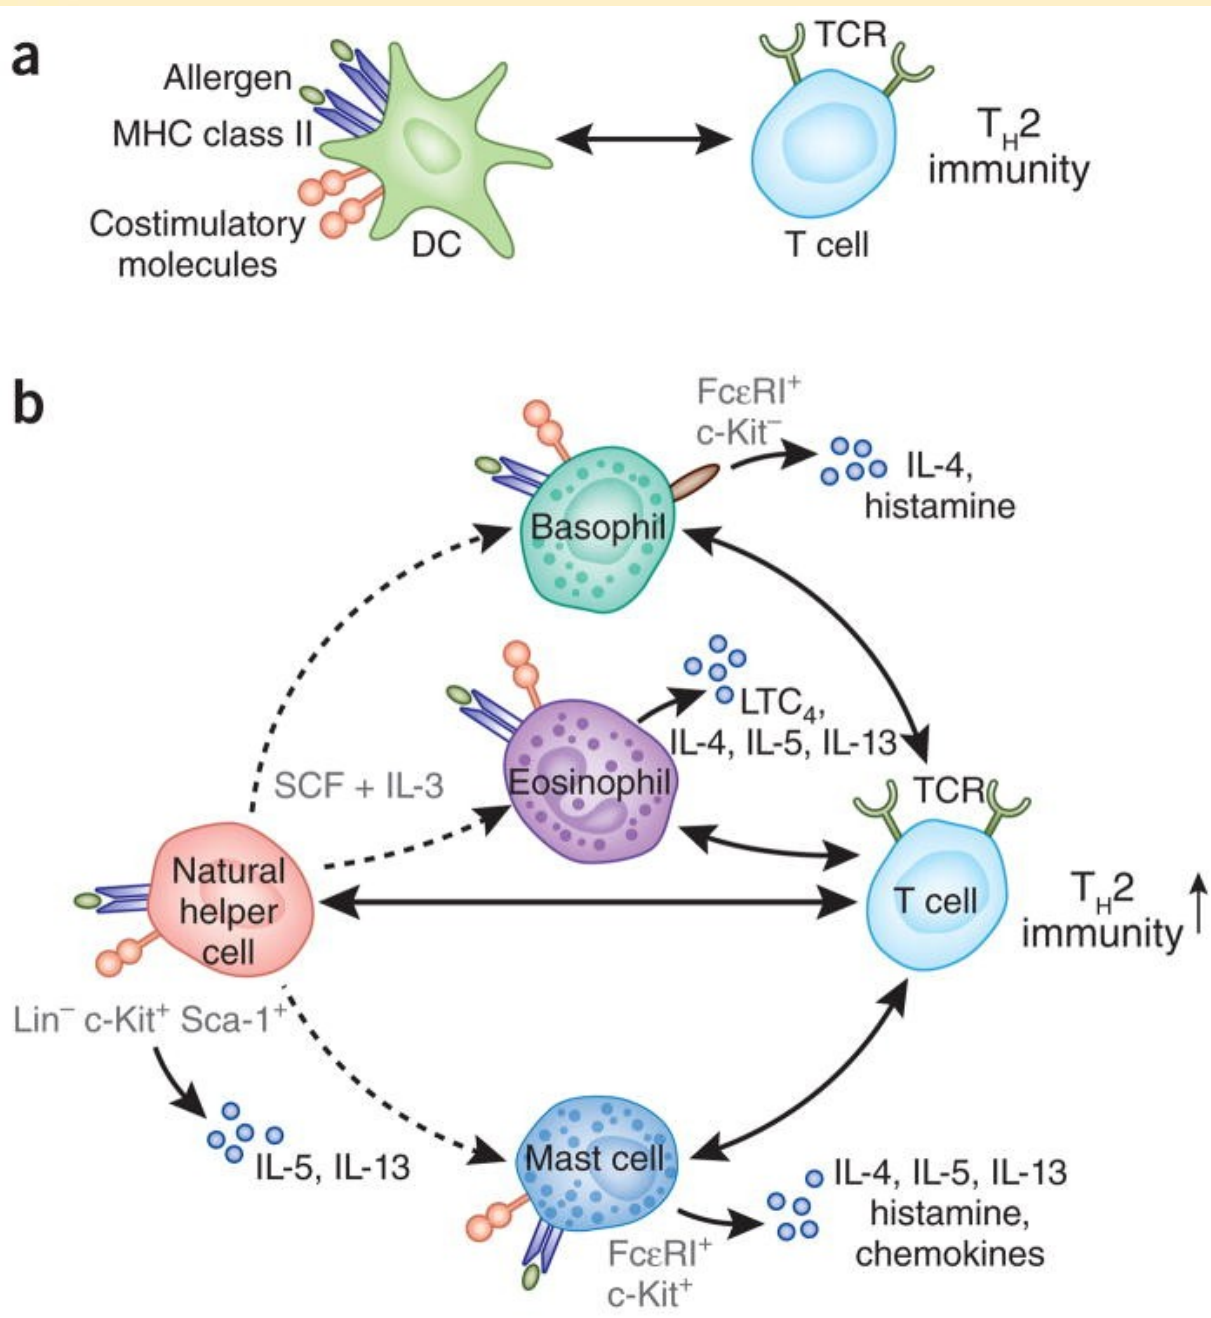 a
Allergen
MHC class II
Costimulatory
molecules
DC
TCR
T cell
T_H2
immunity
b
FcεRI⁺
c-Kit⁻
IL-4,
histamine
Basophil
LTC₄,
IL-4, IL-5, IL-13
Eosinophil
SCF + IL-3
TCR
T cell
T_H2
immunity
Natural
helper
cell
Lin⁻ c-Kit⁺ Sca-1⁺
IL-5, IL-13
Mast cell
FcεRI⁺
c-Kit⁺
IL-4, IL-5, IL-13
histamine,
chemokines